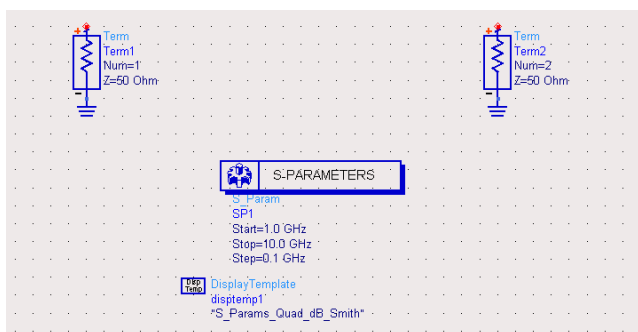 Term
Term1
Num=1
Z=50 Ohm
Term
Term2
Num=2
Z=50 Ohm
S-PARAMETERS
S_Param
SP1
Start=1.0 GHz
Stop=10.0 GHz
Step=0.1 GHz
Disp
Temp
DisplayTemplate
disptemp1
"S_Params_Quad_dB_Smith"